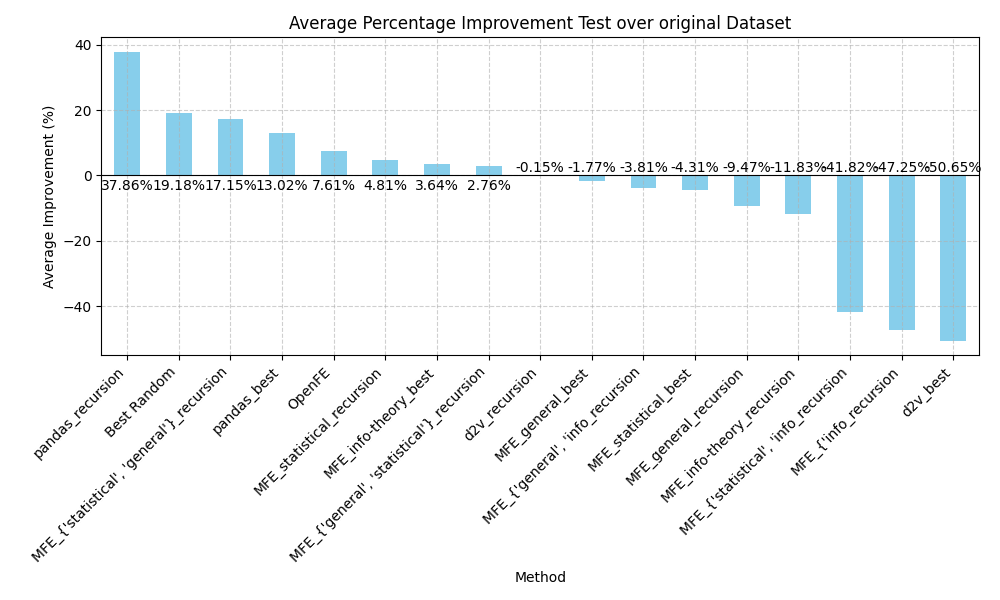 Average Percentage Improvement Test over original Dataset
Average Improvement (%)
40
20
0
−20
−40
-0.15%
-1.77%
-3.81%
-4.31%
-9.47%
-11.83%
-41.82%
-47.25%
-50.65%
37.86%
19.18%
17.15%
13.02%
7.61%
4.81%
3.64%
2.76%
pandas_recursion
Best Random
MFE_{'statistical', 'general'}_recursion
pandas_best
OpenFE
MFE_statistical_recursion
MFE_info-theory_best
MFE_{'general', 'statistical'}_recursion
d2v_recursion
MFE_general_best
MFE_{'general', 'info_recursion
MFE_statistical_best
MFE_general_recursion
MFE_info-theory_recursion
MFE_{'statistical', 'info_recursion
MFE_{'info_recursion
d2v_best
Method